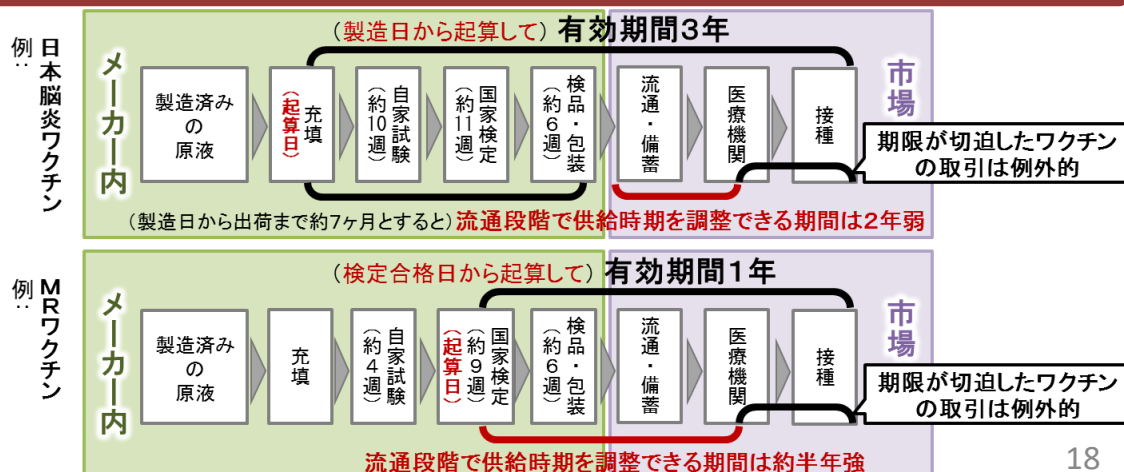 例：日本脳炎ワクチン
メーカー内
(製造日から起算して) 有効期間3年
製造済み
の
原液
充填
(起算日)
自家試験
(約10週)
国家検定
(約11週)
検品・包装
(約6週)
流通・備蓄
医療機関
接種
市場
期限が切迫したワクチン
の取引は例外的
(製造日から出荷まで約7ヶ月とすると) 流通段階で供給時期を調整できる期間は2年弱
例：MRワクチン
メーカー内
(検定合格日から起算して) 有効期間1年
製造済み
の
原液
充填
自家試験
(約4週)
国家検定
(約9週)
(起算日)
検品・包装
(約6週)
流通・備蓄
医療機関
接種
市場
期限が切迫したワクチン
の取引は例外的
流通段階で供給時期を調整できる期間は約半年強
18